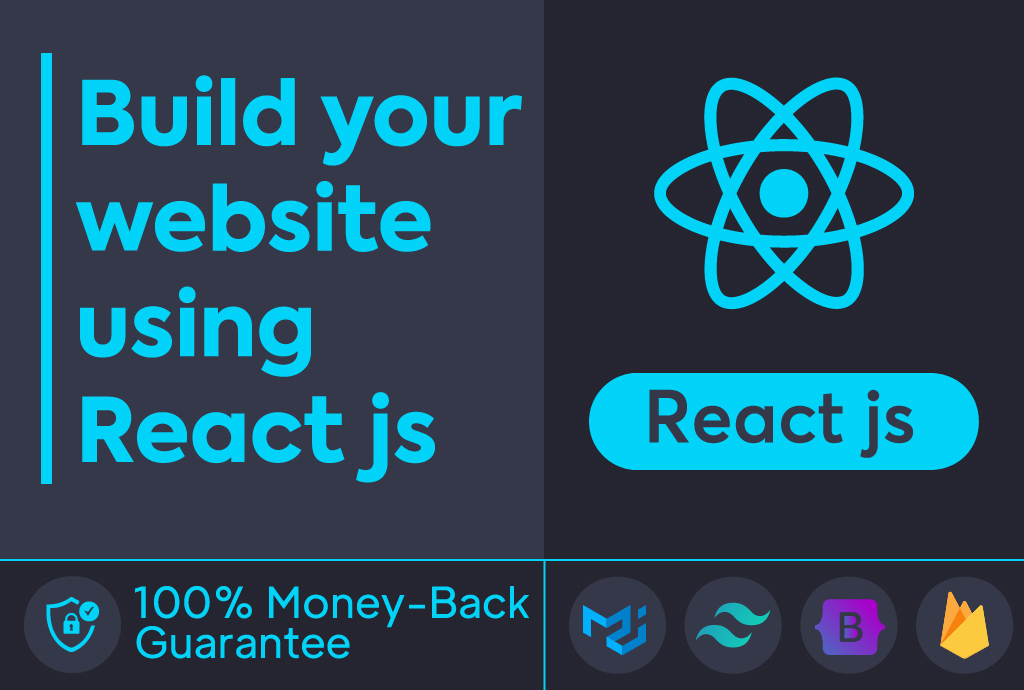 Build your
website
using
React js
React js
100% Money-Back
Guarantee
B